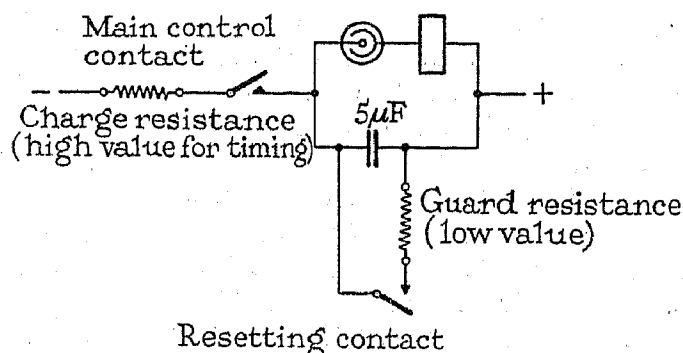 Main control
contact
Charge resistance
(high value for timing)
5µF
+
Guard resistance
(low value)
Resetting contact